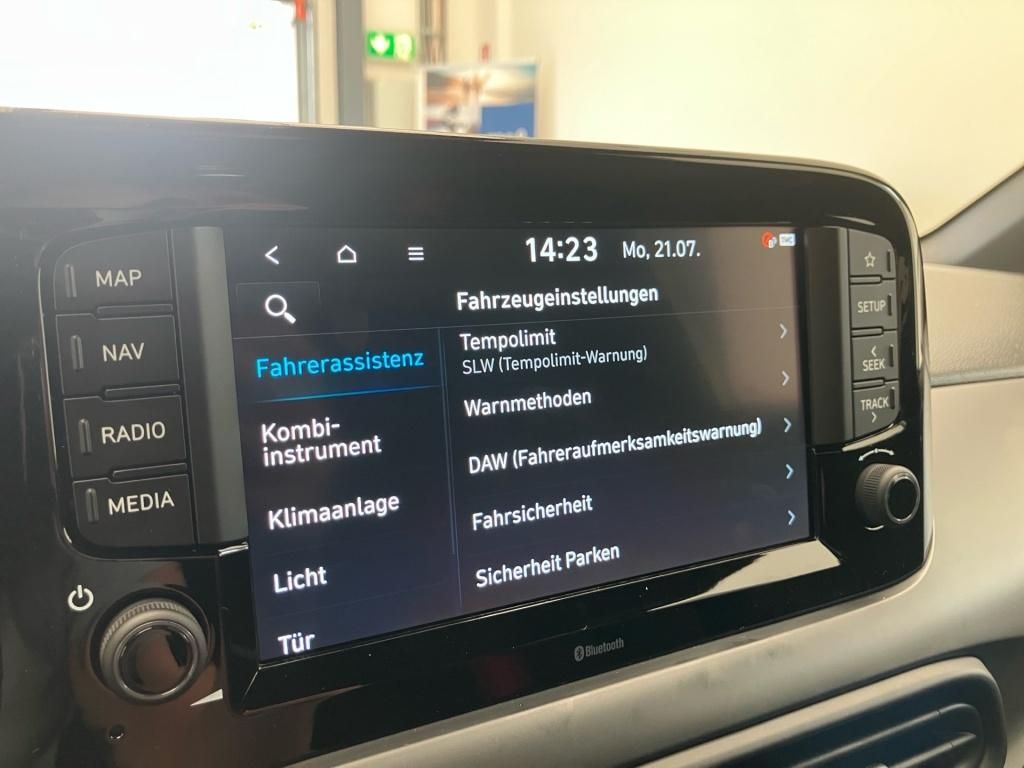 14:23 Mo, 21.07.
Fahrzeugeinstellungen
Fahrerassistenz
Kombi-
instrument
Klimaanlage
Licht
Tür
Tempolimit
SLW (Tempolimit-Warnung)
Warnmethoden
DAW (Fahreraufmerksamkeitswarnung)
Fahrsicherheit
Sicherheit Parken
MAP
NAV
RADIO
MEDIA
SETUP
SEEK
TRACK
Bluetooth